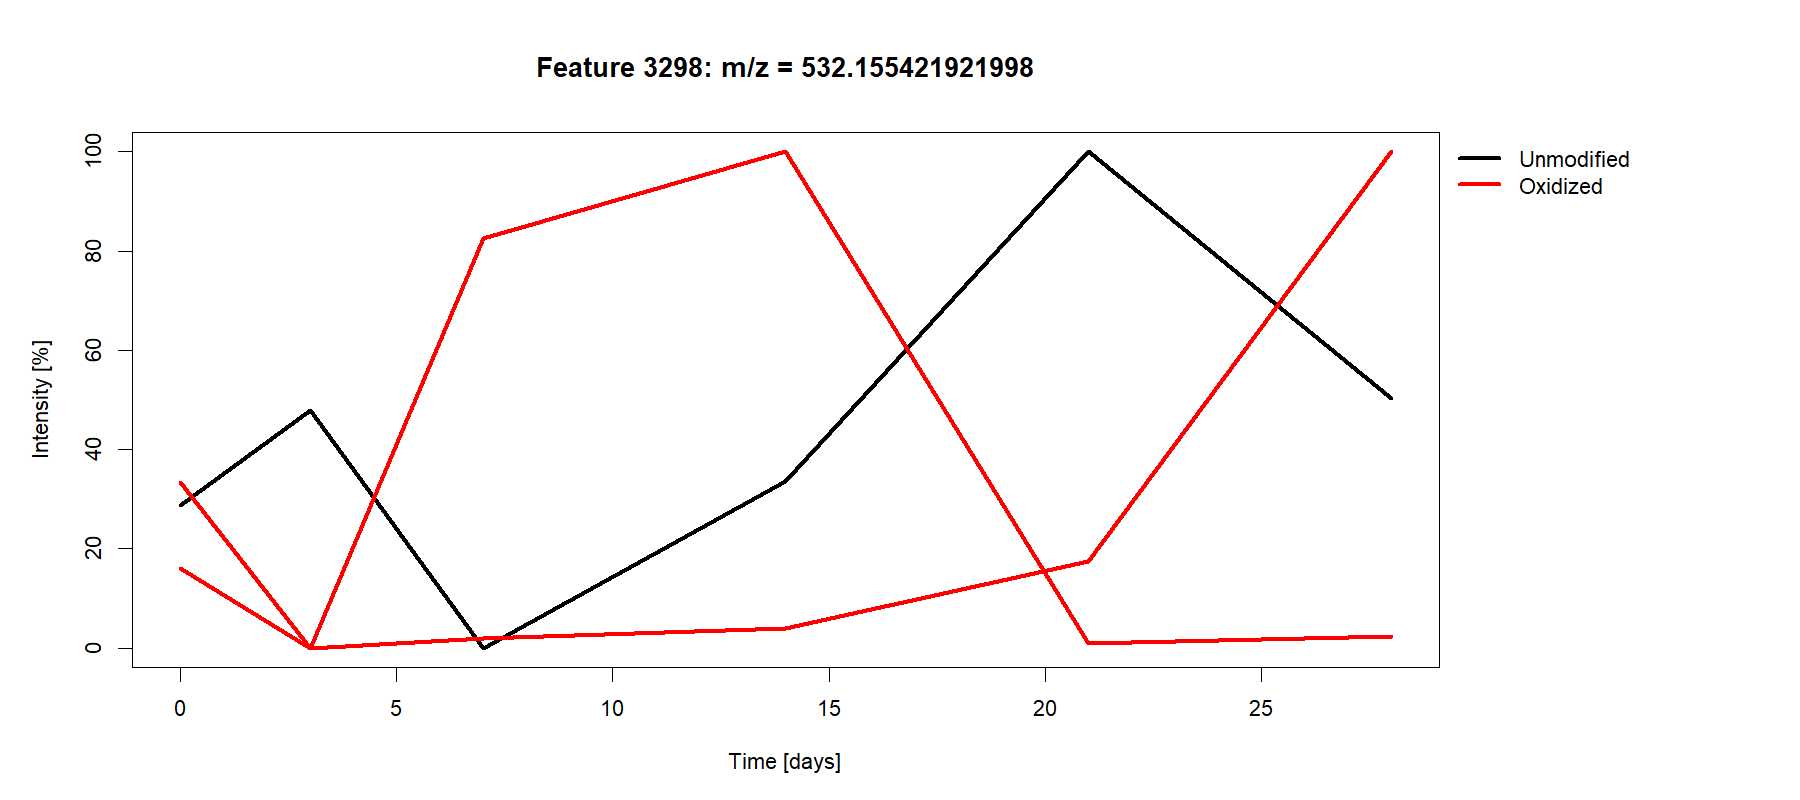 Feature 3298: m/z = 532.155421921998
Unmodified
Oxidized
Intensity [%]
100
80
60
40
20
0
0 5 10 15 20 25
Time [days]